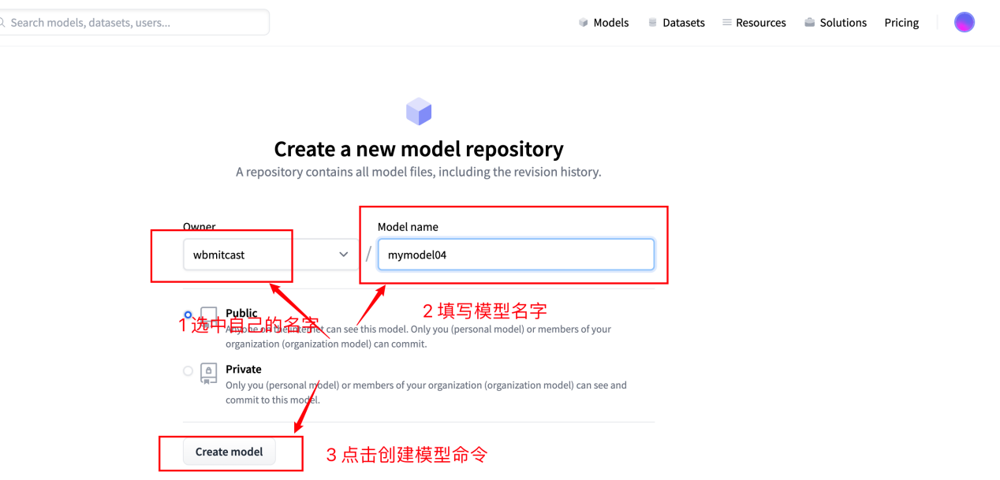 Search models, datasets, users...
Models
Datasets
Resources
Solutions
Pricing
Create a new model repository
A repository contains all model files, including the revision history.
Owner
Model name
wbmitcast
/
mymodel04
2 填写模型名字
Public
1 选中自己的名字
Anyone on the internet can see this model. Only you (personal model) or members of your
organization (organization model) can commit.
Private
Only you (personal model) or members of your organization (organization model) can see and
commit to this model.
Create model
3 点击创建模型命令